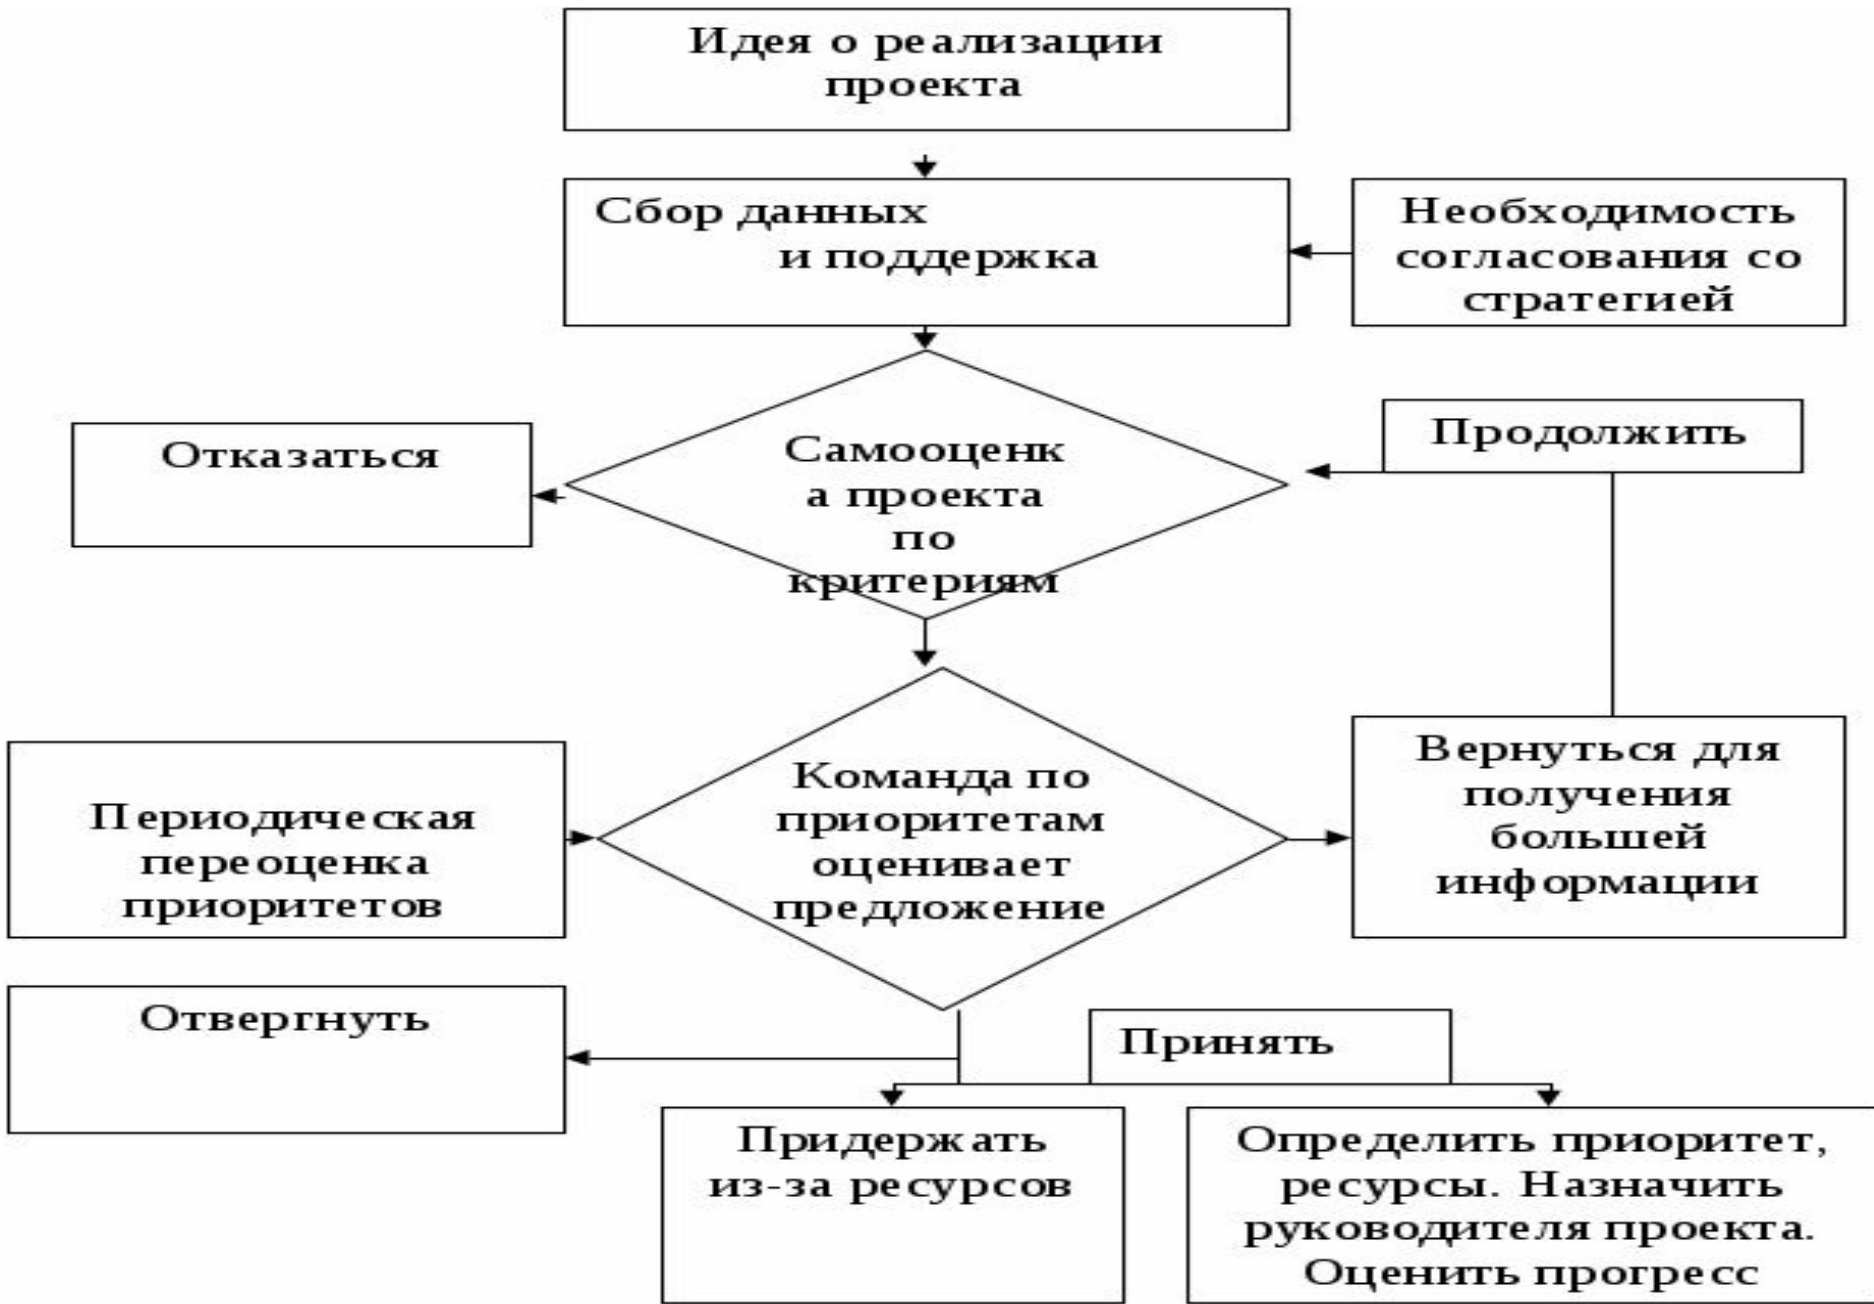 Идея о реализации
проекта
Сбор данных
и поддержка
Необходимость
согласования со
стратегией
Отказаться
Самооценк
а проекта
по
критериям
Продолжить
Периодическая
переоценка
приоритетов
Команда по
приоритетам
оценивает
предложение
Вернуться для
получения
большей
информации
Отвергнуть
Принять
Придержать
из-за ресурсов
Определить приоритет,
ресурсы. Назначить
руководителя проекта.
Оценить прогресс